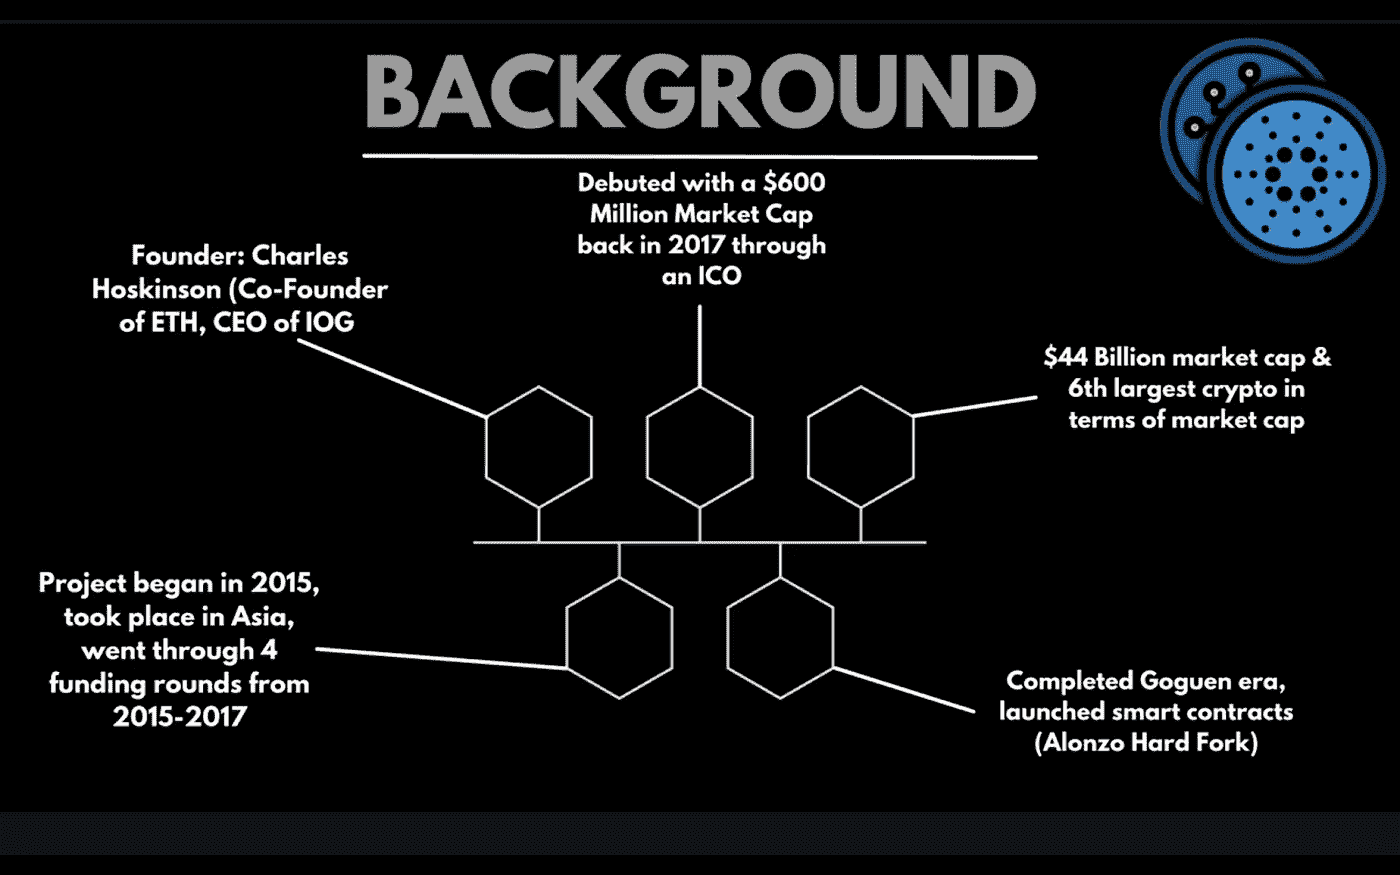 BACKGROUND
Debuted with a $600
Million Market Cap
back in 2017 through
an ICO
Founder: Charles
Hoskinson (Co-Founder
of ETH, CEO of IOG
$44 Billion market cap &
6th largest crypto in
terms of market cap
Project began in 2015,
took place in Asia,
went through 4
funding rounds from
2015-2017
Completed Goguen era,
launched smart contracts
(Alonzo Hard Fork)